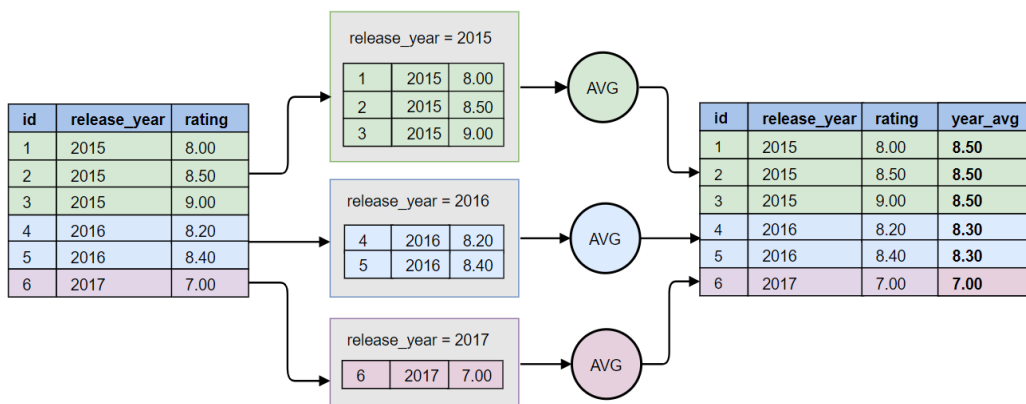 id release_year rating
1 2015 8.00
2 2015 8.50
3 2015 9.00
4 2016 8.20
5 2016 8.40
6 2017 7.00
release_year = 2015
1 2015 8.00
2 2015 8.50
3 2015 9.00
AVG
release_year = 2016
4 2016 8.20
5 2016 8.40
AVG
release_year = 2017
6 2017 7.00
AVG
id release_year rating year_avg
1 2015 8.00 8.50
2 2015 8.50 8.50
3 2015 9.00 8.50
4 2016 8.20 8.30
5 2016 8.40 8.30
6 2017 7.00 7.00